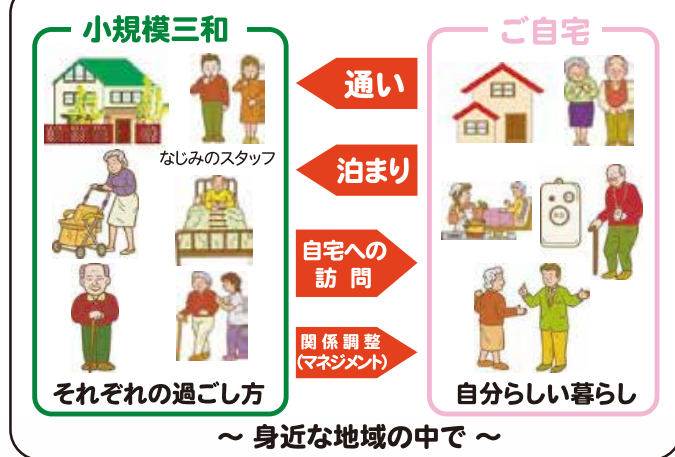 小規模三和
ご自宅
通い
なじみのスタッフ
泊まり
自宅への
訪問
関係調整
(マネジメント)
それぞれの過ごし方
自分らしい暮らし
～ 身近な地域の中で ～